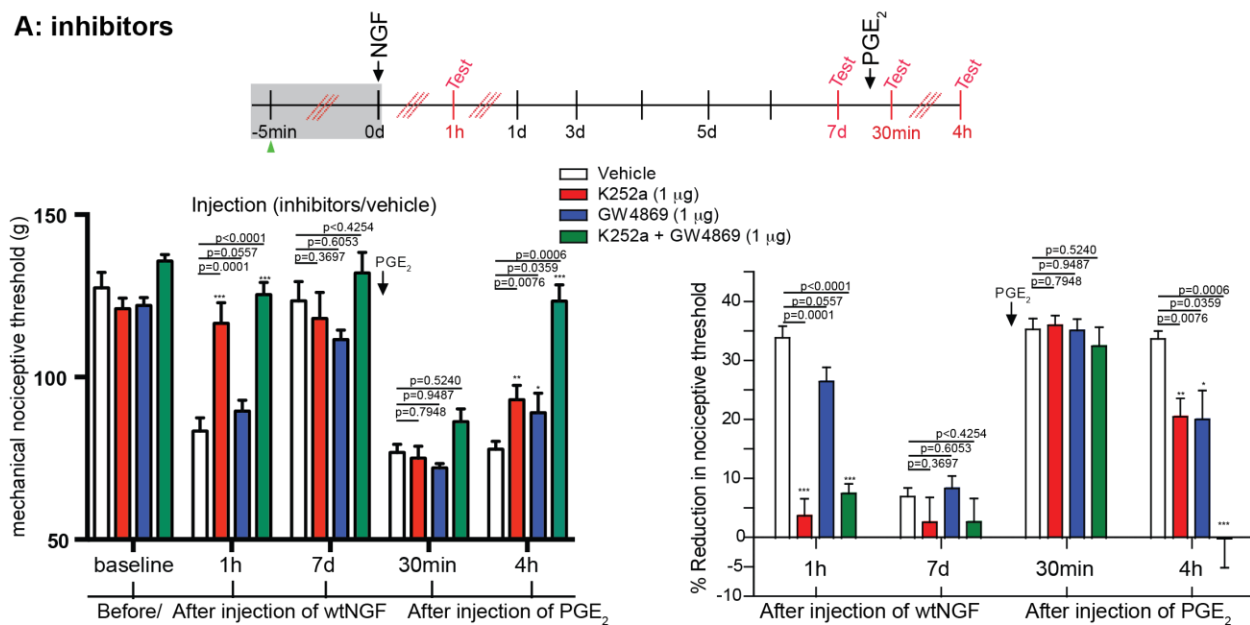 A: inhibitors
NGF
PGE2
Test
Test
Test
Test
-5min
0d
1h
1d
3d
5d
7d
30min
4h
Vehicle
K252a (1 μg)
GW4869 (1 μg)
K252a + GW4869 (1 μg)
Injection (inhibitors/vehicle)
mechanical nociceptive threshold (g)
150
100
50
p<0.0001
p=0.0557
p=0.0001
***
***
p<0.4254
p=0.6053
p=0.3697
PGE2
p=0.5240
p=0.9487
p=0.7948
p=0.0006
p=0.0359
p=0.0076
**
*
***
baseline
1h
7d
30min
4h
Before/
After injection of wtNGF
After injection of PGE2
% Reduction in nociceptive threshold
40
30
20
10
0
-5
-10
p<0.0001
p=0.0557
p=0.0001
***
***
p<0.4254
p=0.6053
p=0.3697
PGE2
p=0.5240
p=0.9487
p=0.7948
p=0.0006
p=0.0359
p=0.0076
**
*
***
1h
7d
30min
4h
After injection of wtNGF
After injection of PGE2